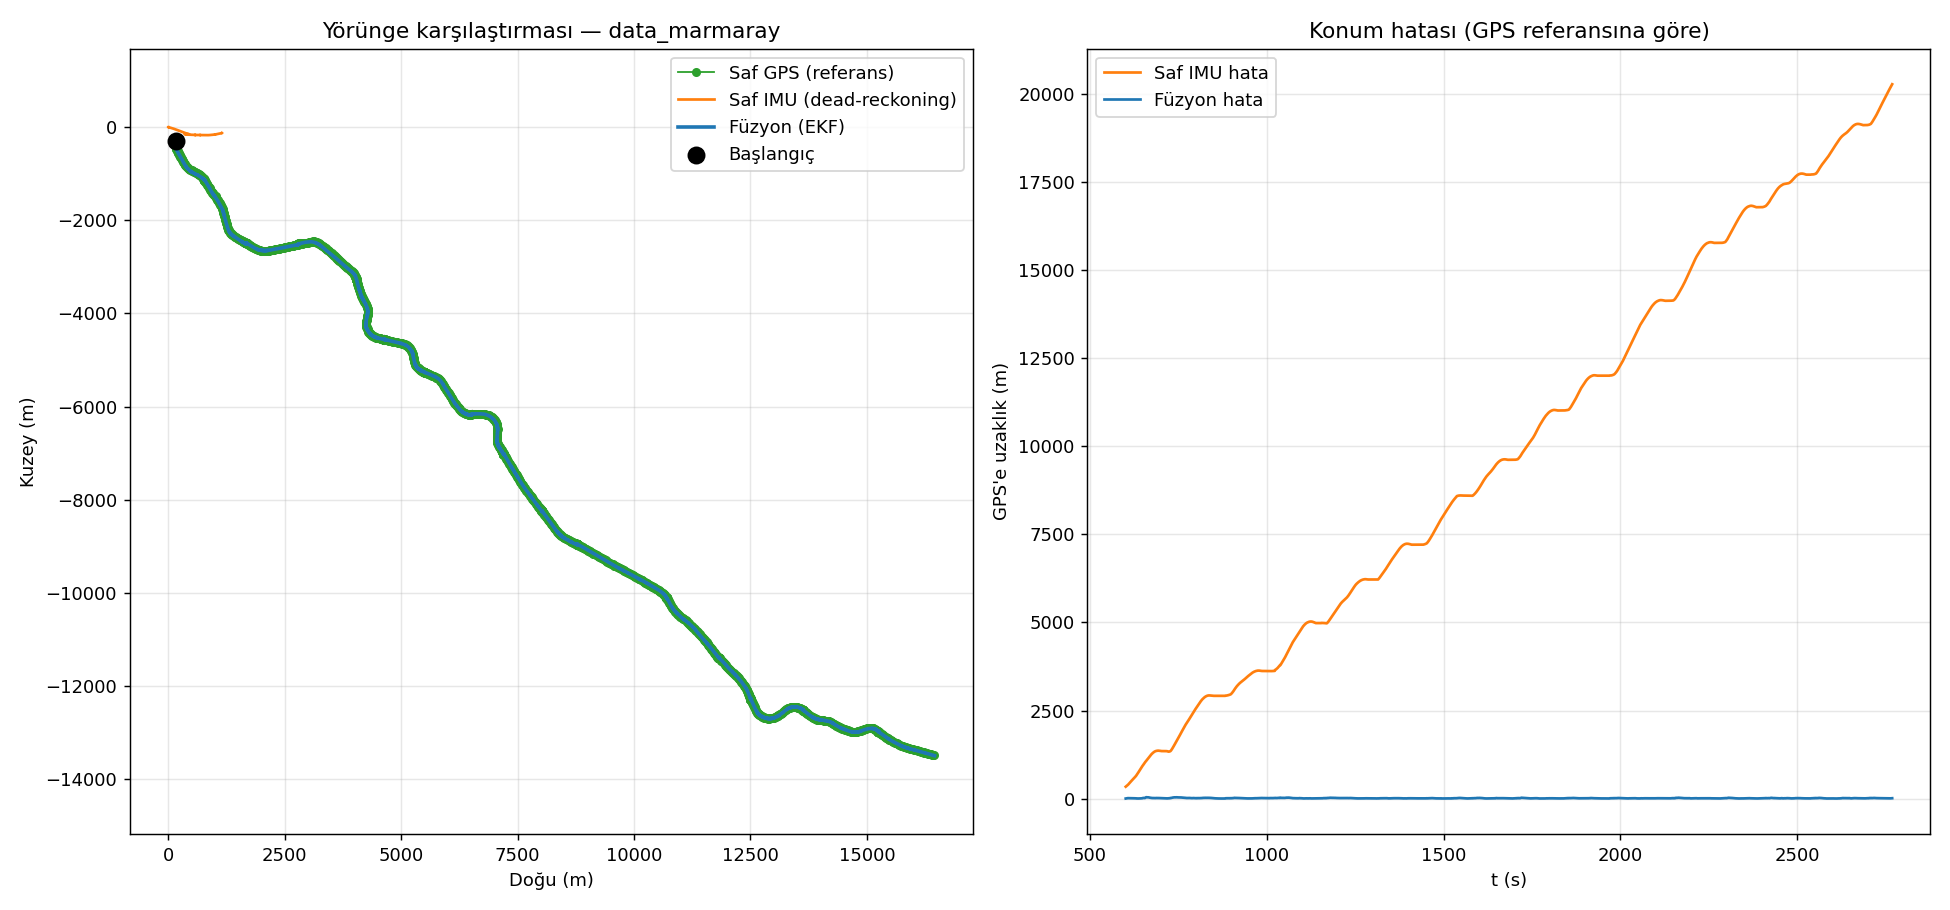 Yörünge karşılaştırması — data_marmaray
Saf GPS (referans)
Saf IMU (dead-reckoning)
Füzyon (EKF)
Başlangıç
0
−2000
−4000
−6000
−8000
−10000
−12000
−14000
Kuzey (m)
0
2500
5000
7500
10000
12500
15000
Doğu (m)
Konum hatası (GPS referansına göre)
Saf IMU hata
Füzyon hata
20000
17500
15000
12500
10000
7500
5000
2500
0
GPS'e uzaklık (m)
500
1000
1500
2000
2500
t (s)